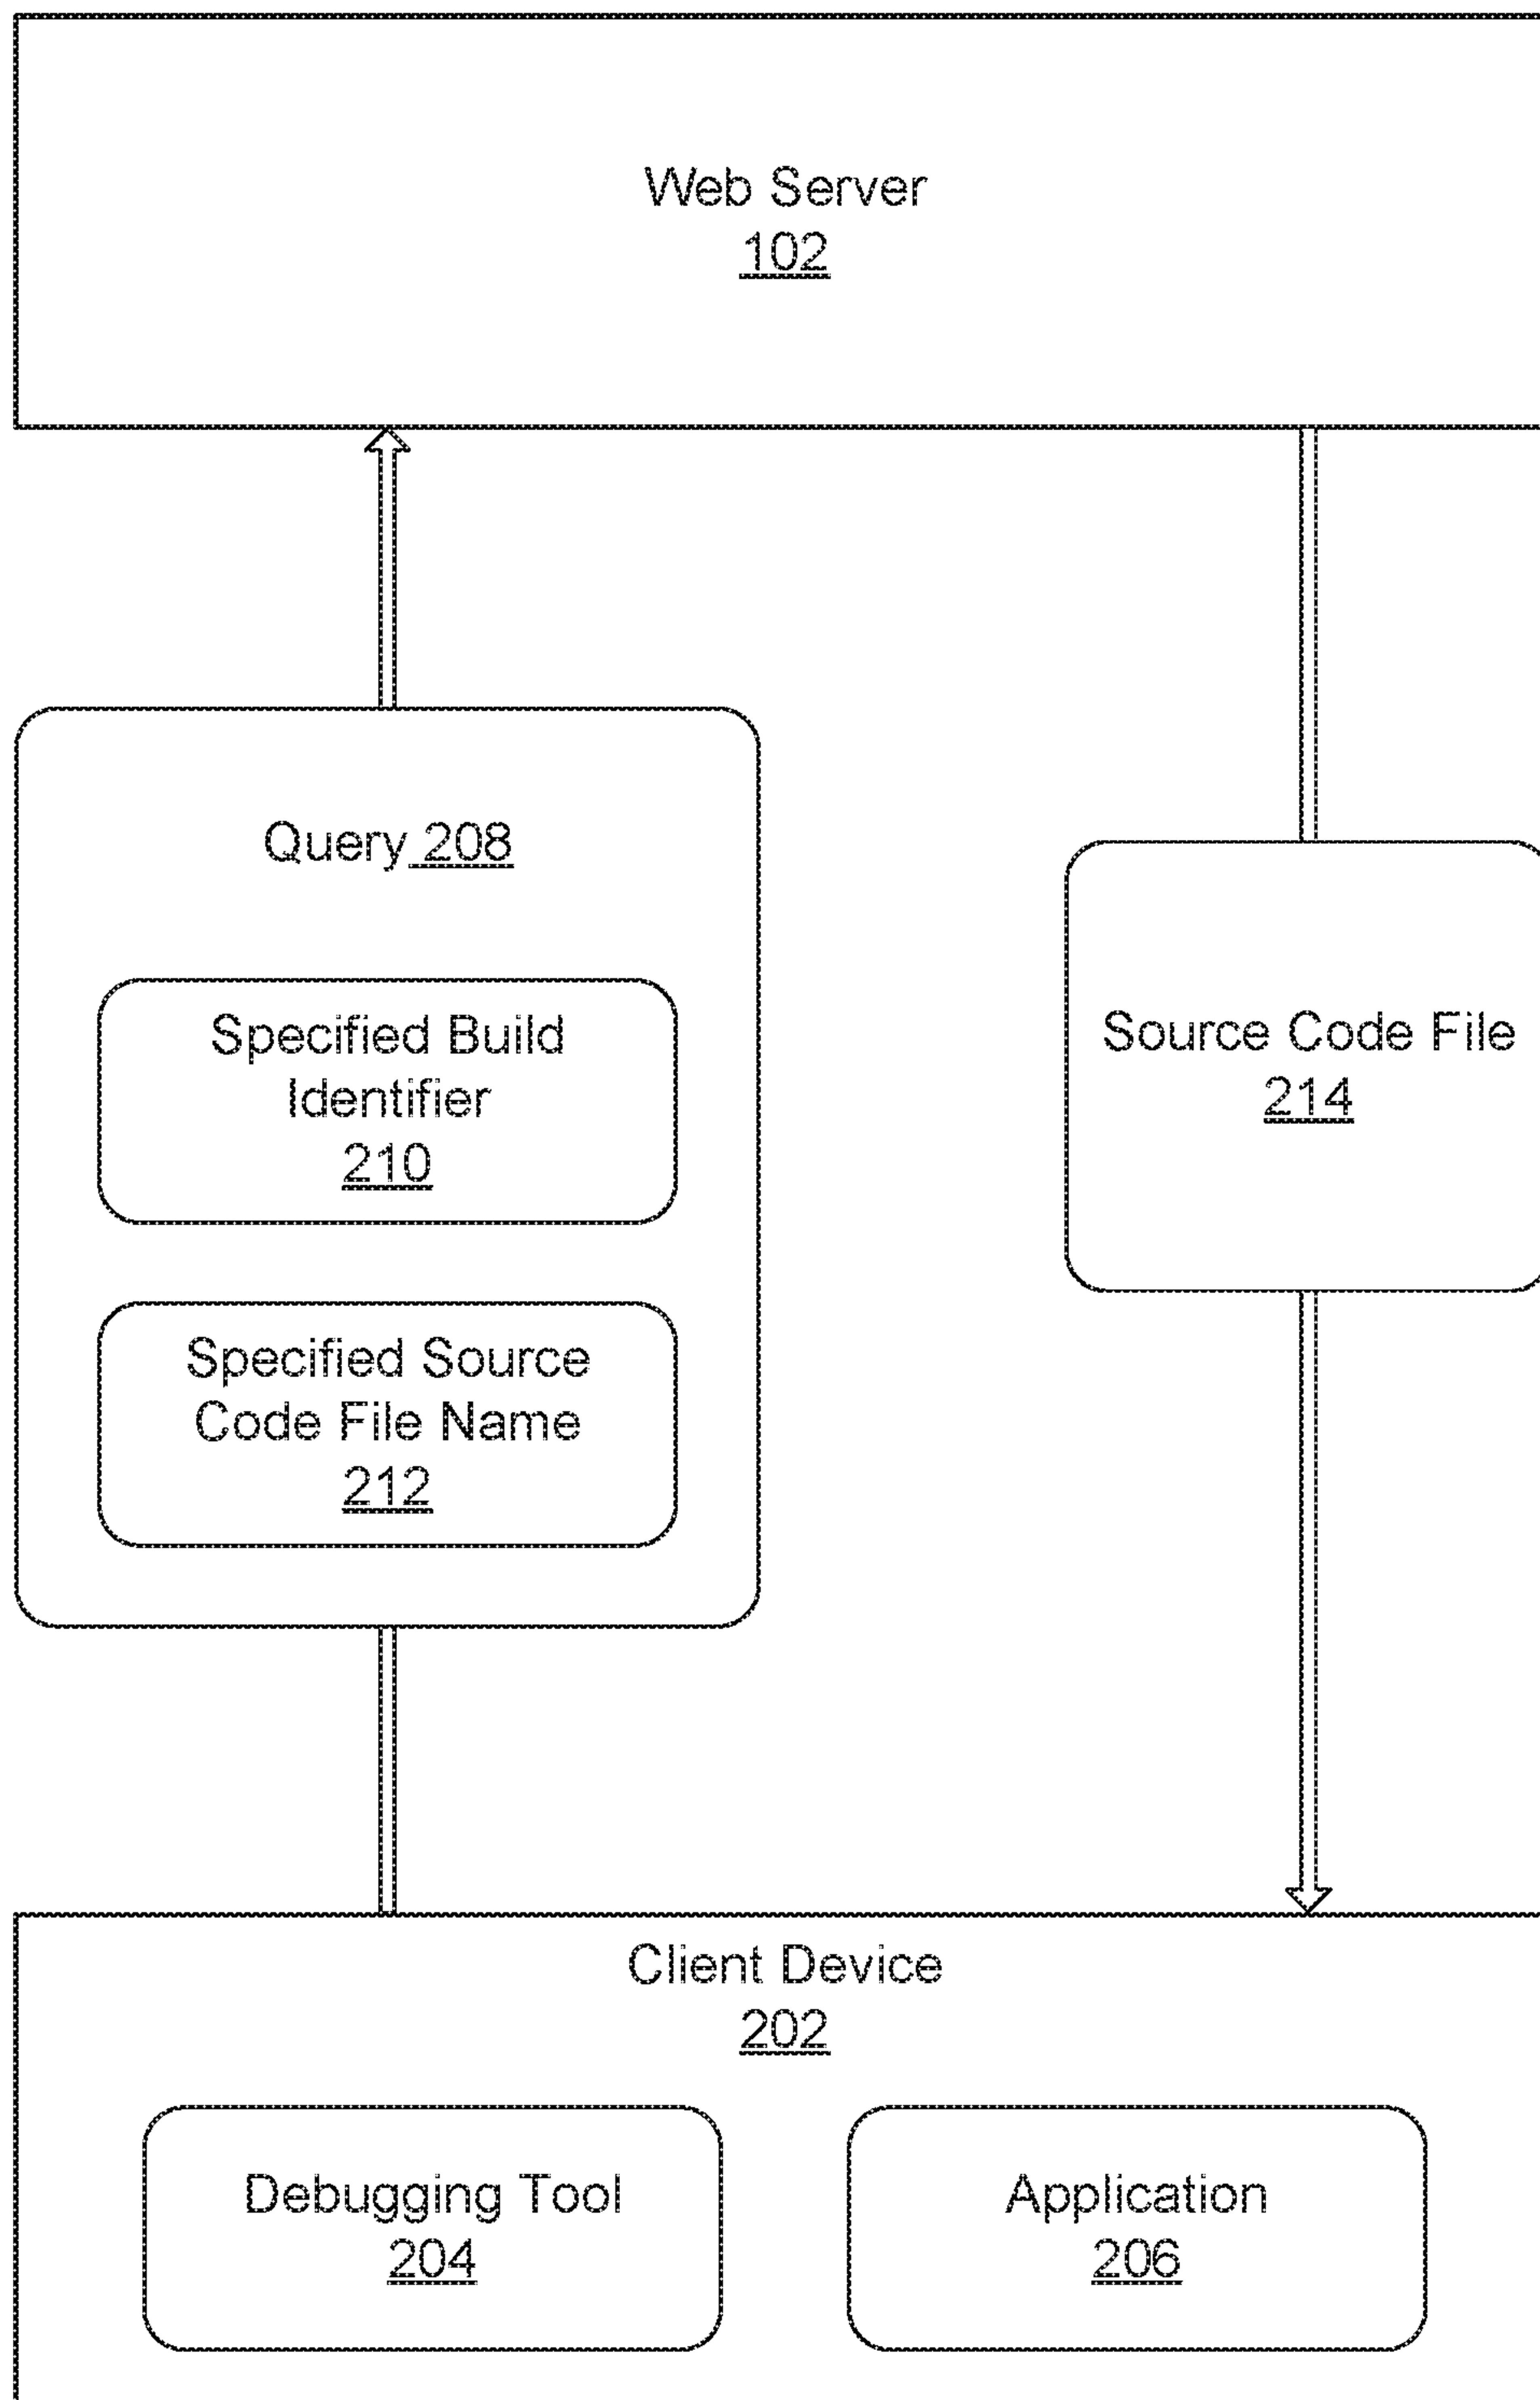 Web Server
102
Query 208
Specified Build
Identifier
210
Specified Source
Code File Name
212
Source Code File
214
Client Device
202
Debugging Tool
204
Application
206